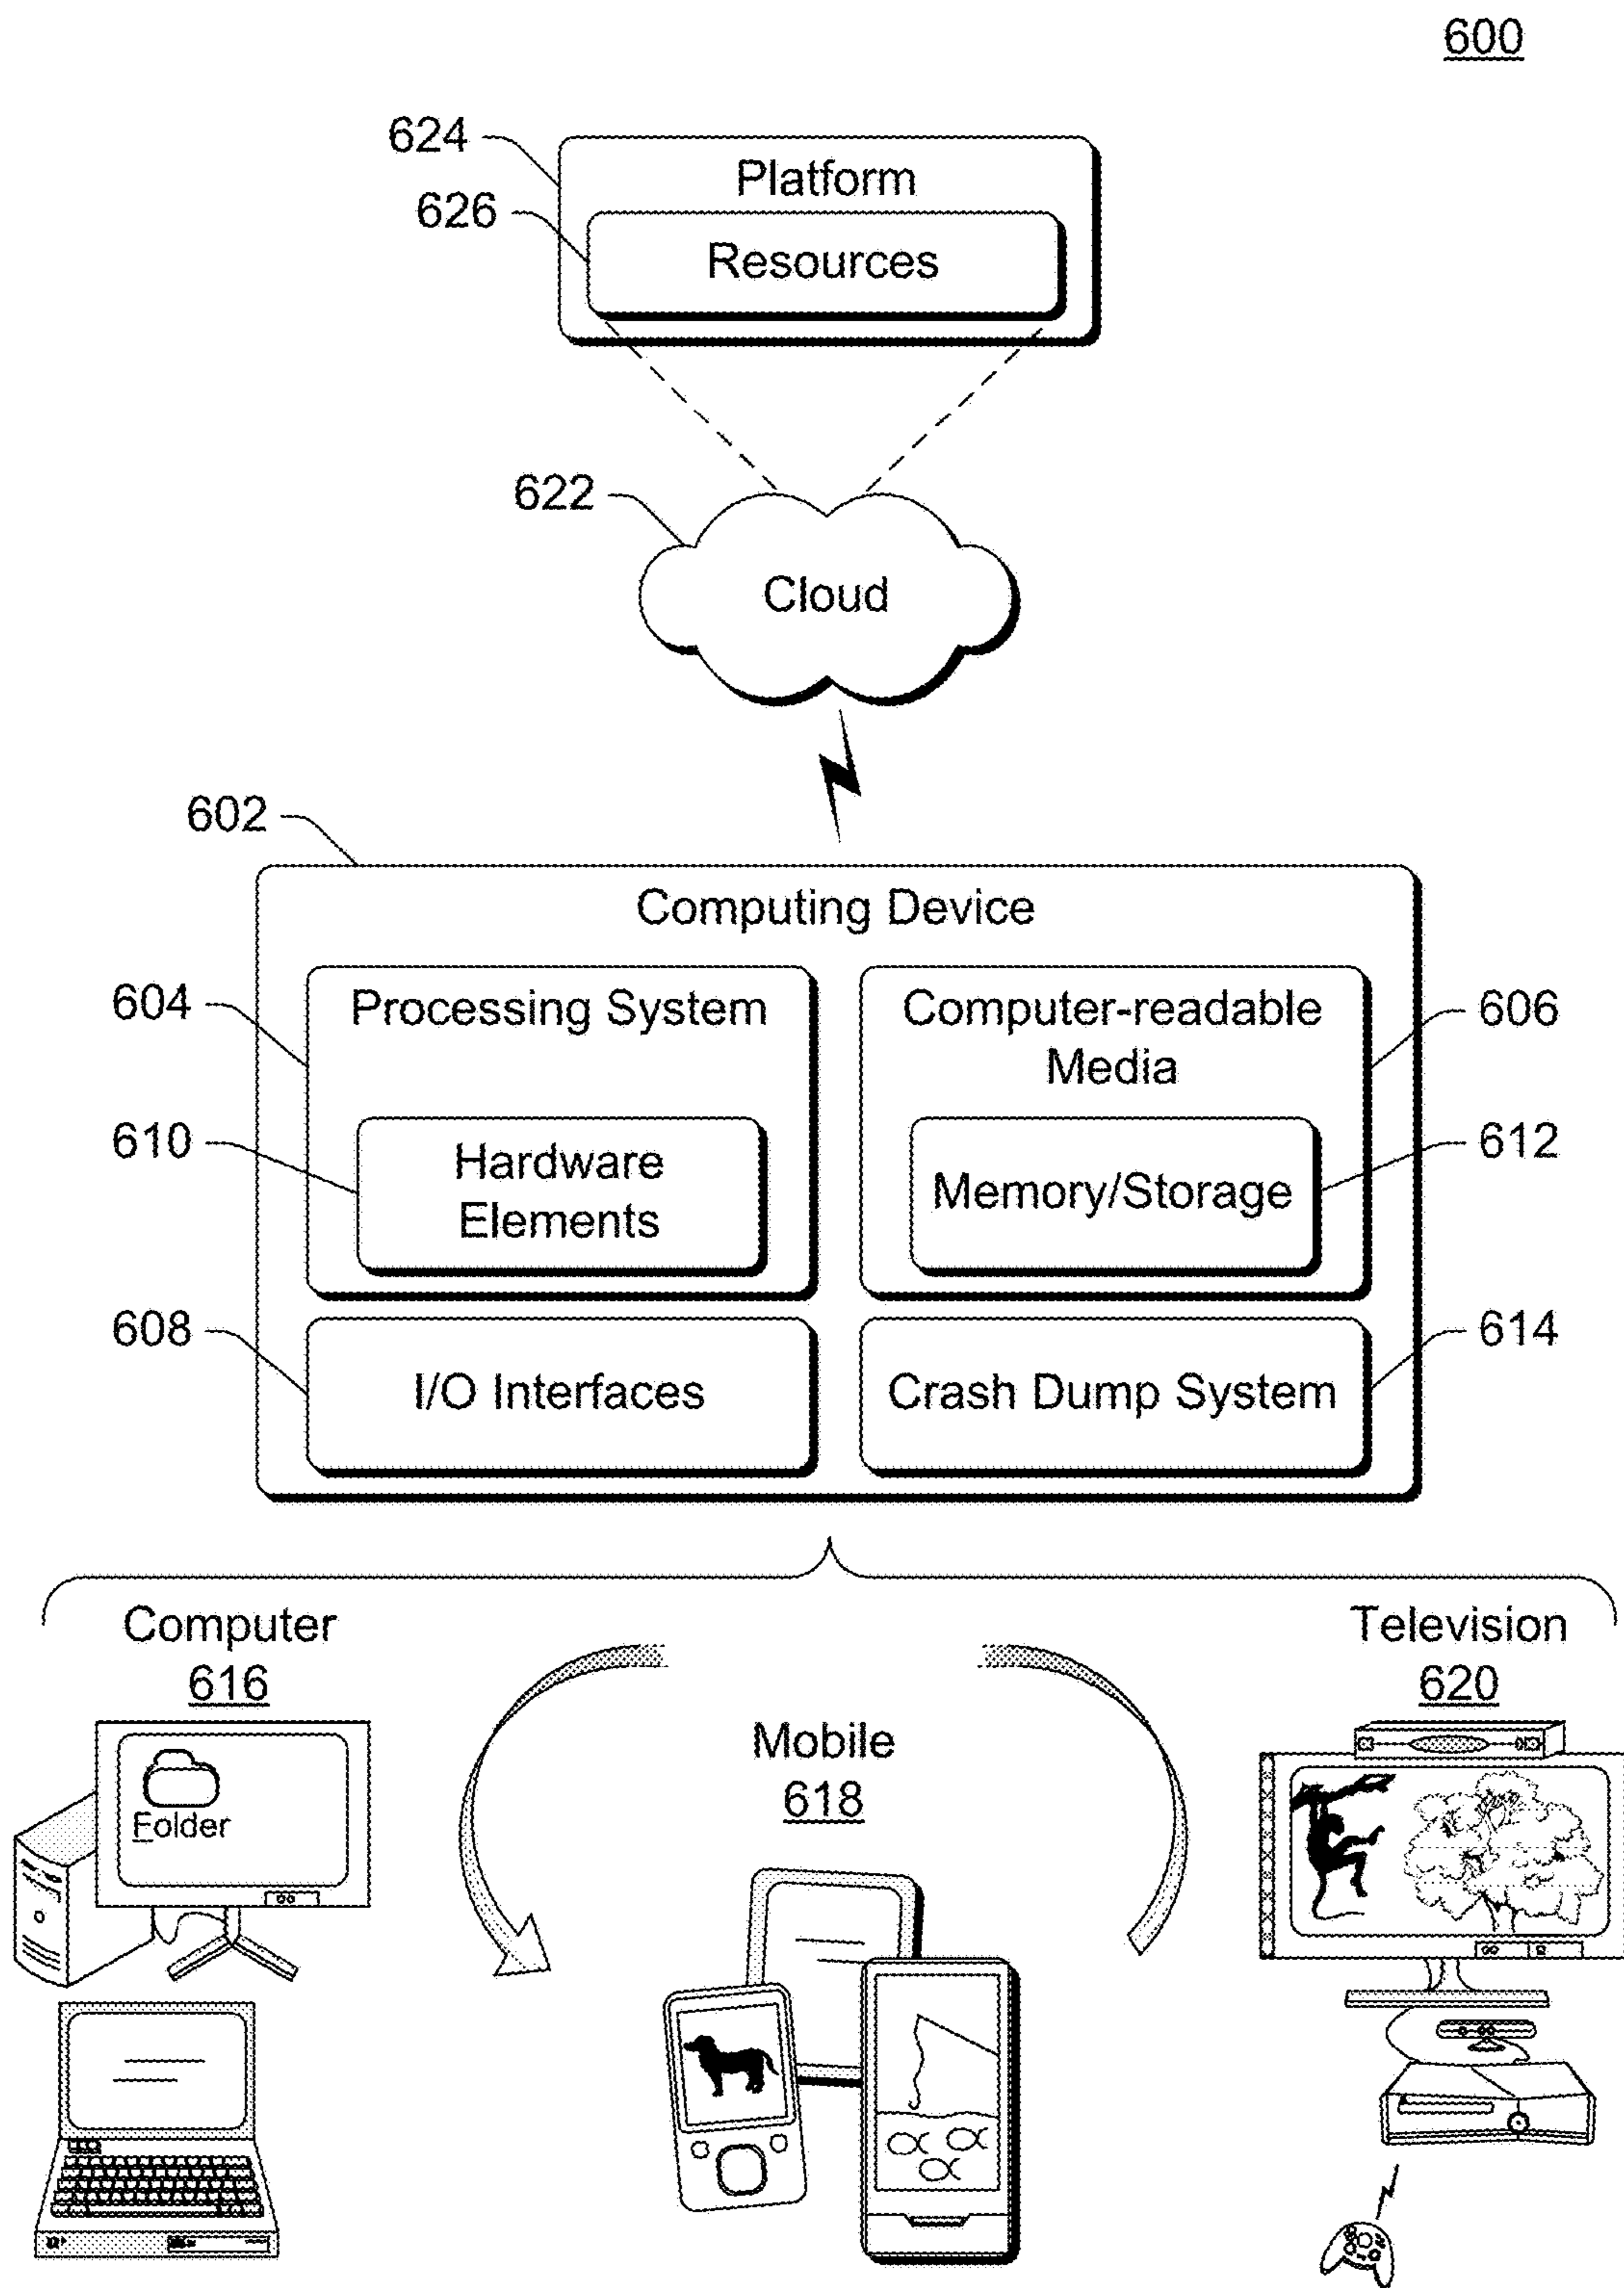 600
624
Platform
626
Resources
622
Cloud
602
Computing Device
604
Processing System
Computer-readable
Media
606
610
Hardware
Elements
Memory/Storage
612
608
I/O Interfaces
Crash Dump System
614
Computer
616
Television
620
Mobile
618
Folder